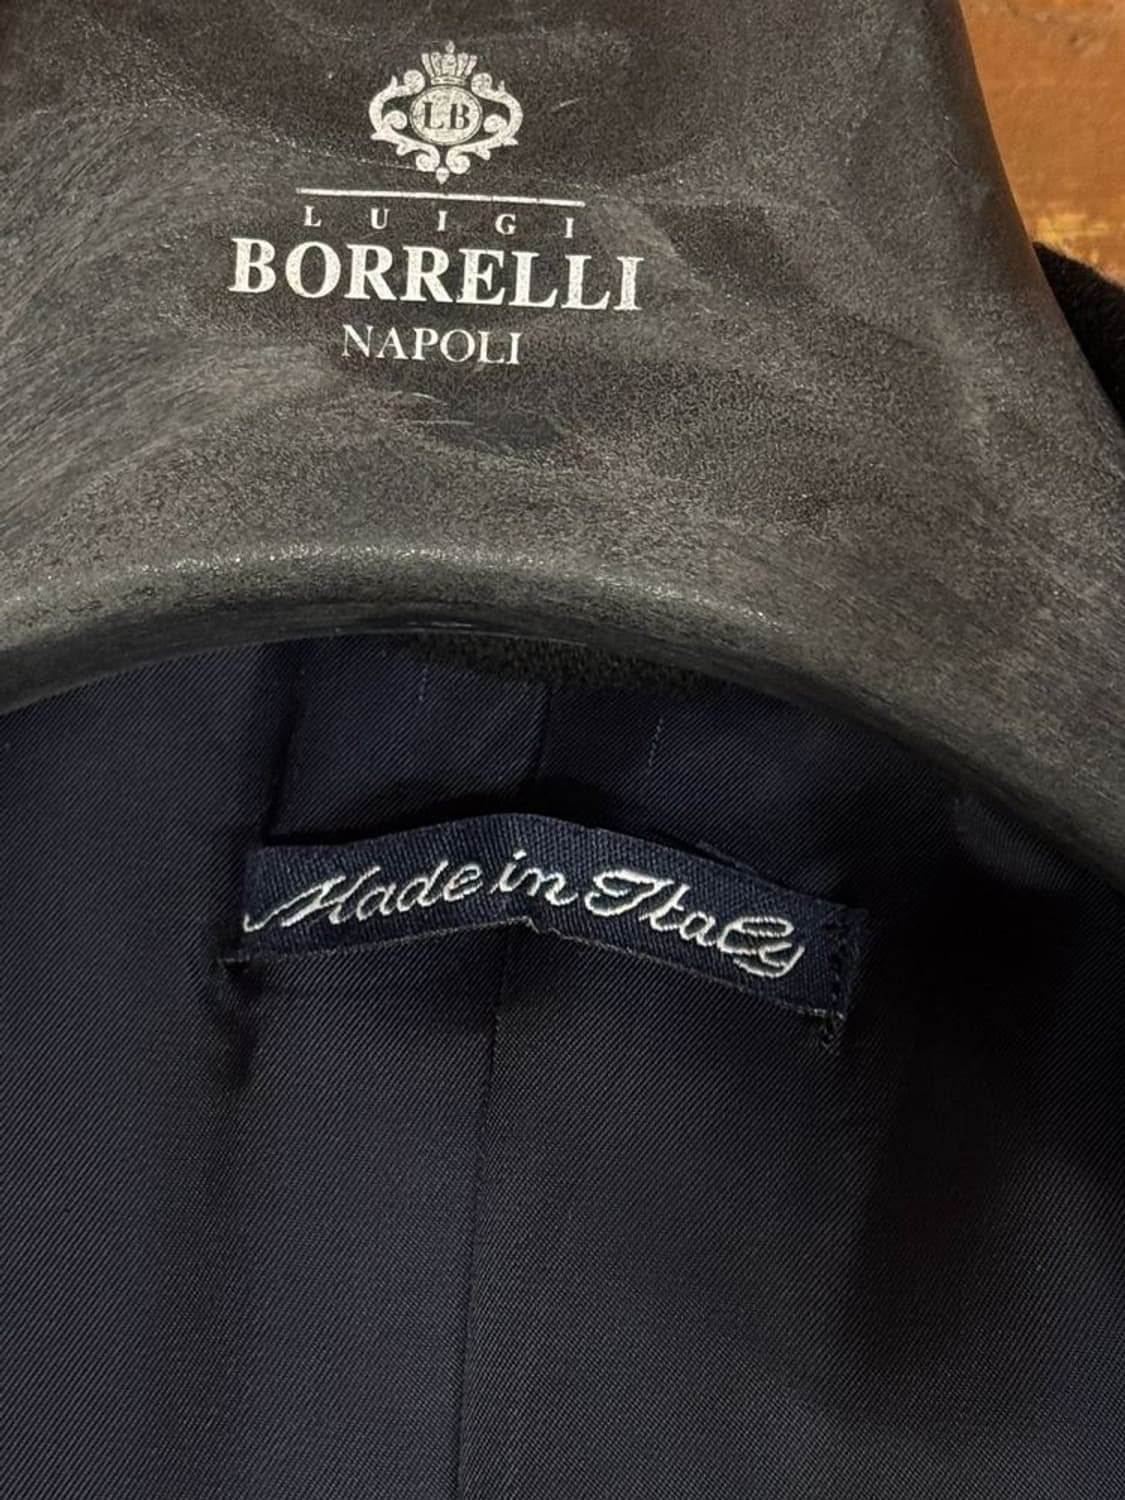 LB
LUIGI
BORRELLI
NAPOLI
Made in Italy